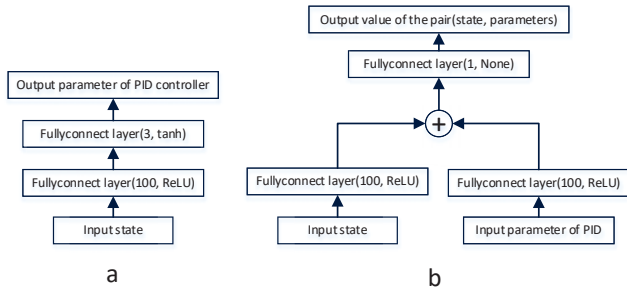 Output parameter of PID controller
Fullyconnect layer(3, tanh)
Fullyconnect layer(100, ReLU)
Input state
a
Output value of the pair(state, parameters)
Fullyconnect layer(1, None)
+
Fullyconnect layer(100, ReLU)
Fullyconnect layer(100, ReLU)
Input state
Input parameter of PID
b